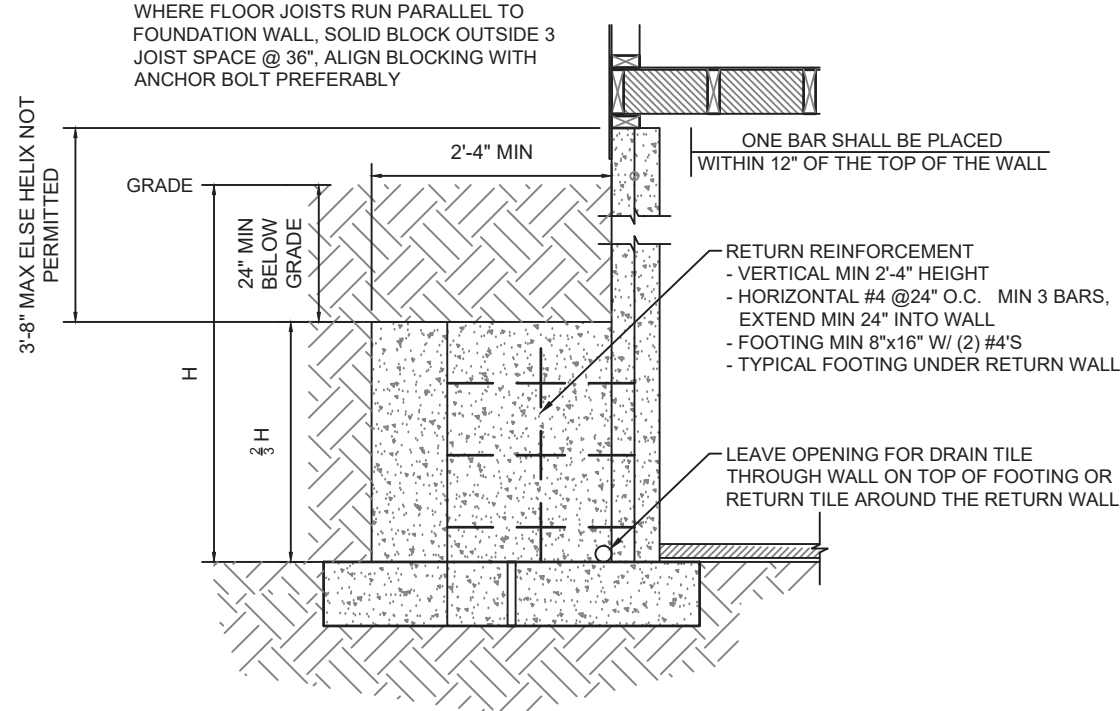 WHERE FLOOR JOISTS RUN PARALLEL TO
FOUNDATION WALL, SOLID BLOCK OUTSIDE 3
JOIST SPACE @ 36", ALIGN BLOCKING WITH
ANCHOR BOLT PREFERABLY
3'-8" MAX ELSE HELIX NOT
PERMITTED
GRADE
2'-4" MIN
24" MIN
BELOW
GRADE
H
2/3 H
ONE BAR SHALL BE PLACED
WITHIN 12" OF THE TOP OF THE WALL
RETURN REINFORCEMENT
- VERTICAL MIN 2'-4" HEIGHT
- HORIZONTAL #4 @24" O.C. MIN 3 BARS,
EXTEND MIN 24" INTO WALL
- FOOTING MIN 8"x16" W/ (2) #4'S
- TYPICAL FOOTING UNDER RETURN WALL
LEAVE OPENING FOR DRAIN TILE
THROUGH WALL ON TOP OF FOOTING OR
RETURN TILE AROUND THE RETURN WALL